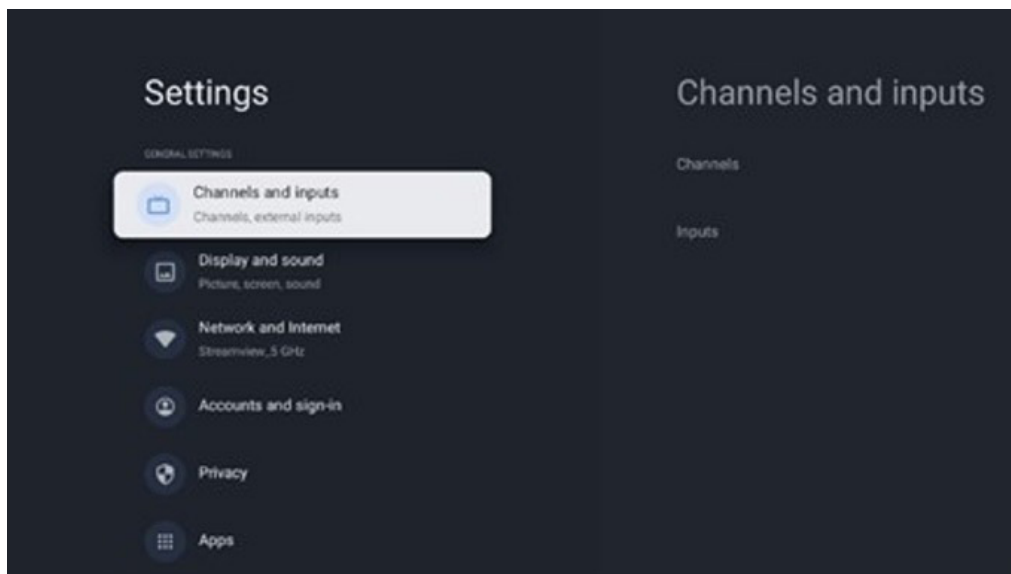 Settings
GENERAL SETTINGS
Channels and inputs
Channels, external inputs
Display and sound
Picture, screen, sound
Network and Internet
Streamview_5 GHz
Accounts and sign-in
Privacy
Apps
Channels and inputs
Channels
Inputs